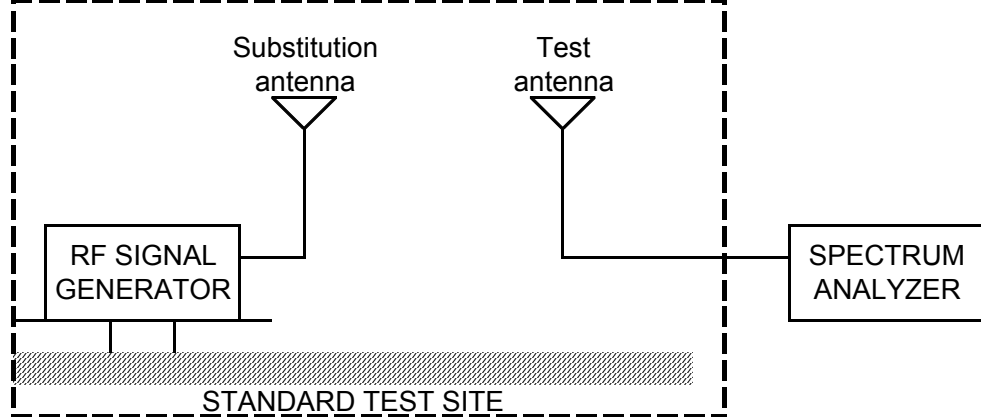 Substitution
antenna
Test
antenna
RF SIGNAL
GENERATOR
SPECTRUM
ANALYZER
STANDARD TEST SITE